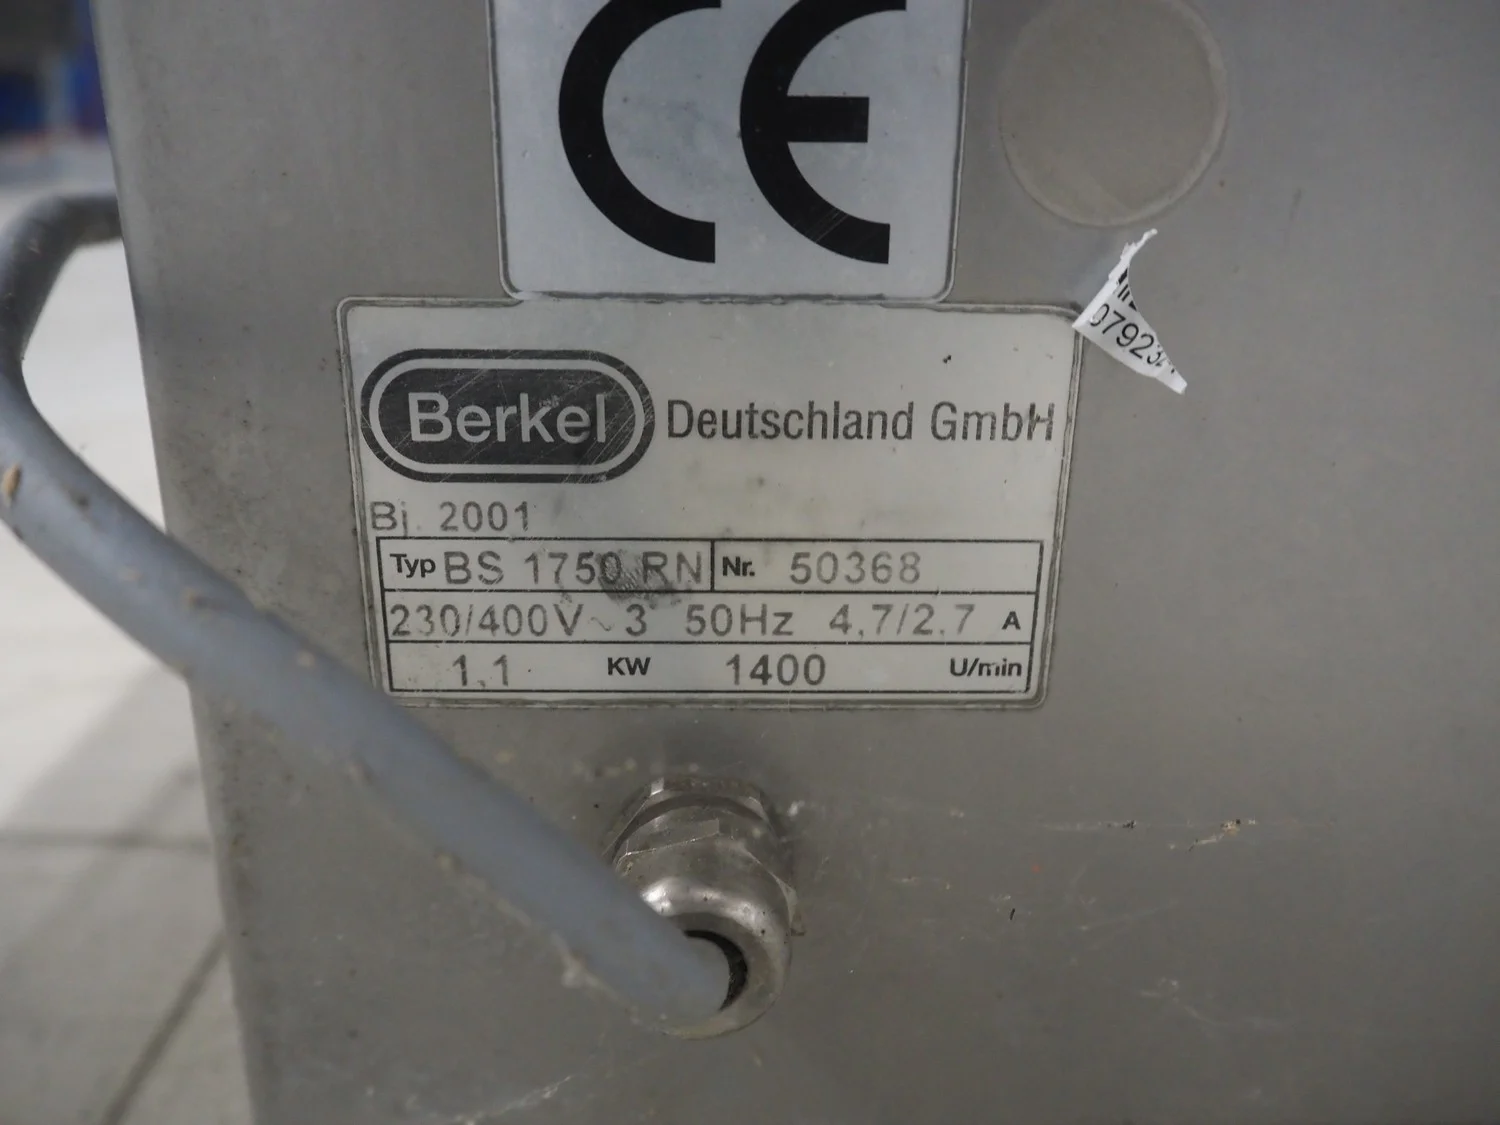 CE
Berkel Deutschland GmbH
Bj. 2001
Typ BS 1750 RN Nr. 50368
230/400V~ 3 50Hz 4,7/2,7 A
1,1 KW 1400 U/min